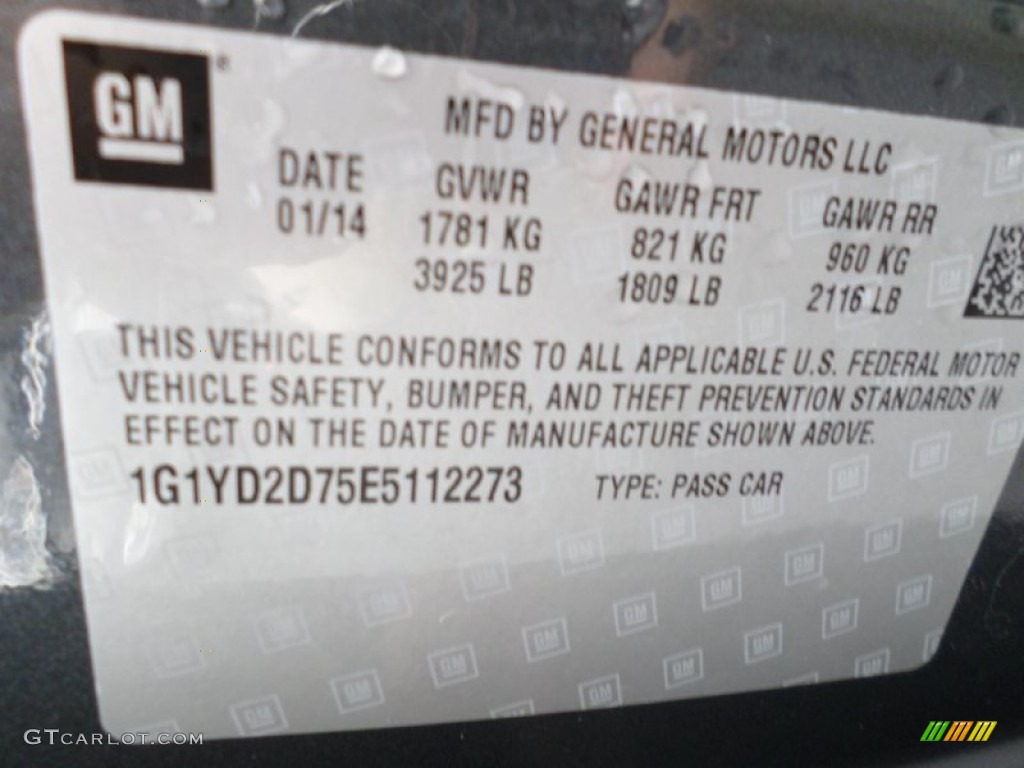 GM®
MFD BY GENERAL MOTORS LLC
DATE GVWR GAWR FRT GAWR RR
01/14 1781 KG 821 KG 960 KG
3925 LB 1809 LB 2116 LB
THIS VEHICLE CONFORMS TO ALL APPLICABLE U.S. FEDERAL MOTOR
VEHICLE SAFETY, BUMPER, AND THEFT PREVENTION STANDARDS IN
EFFECT ON THE DATE OF MANUFACTURE SHOWN ABOVE.
1G1YD2D75E5112273 TYPE: PASS CAR
GTCARLOT.COM